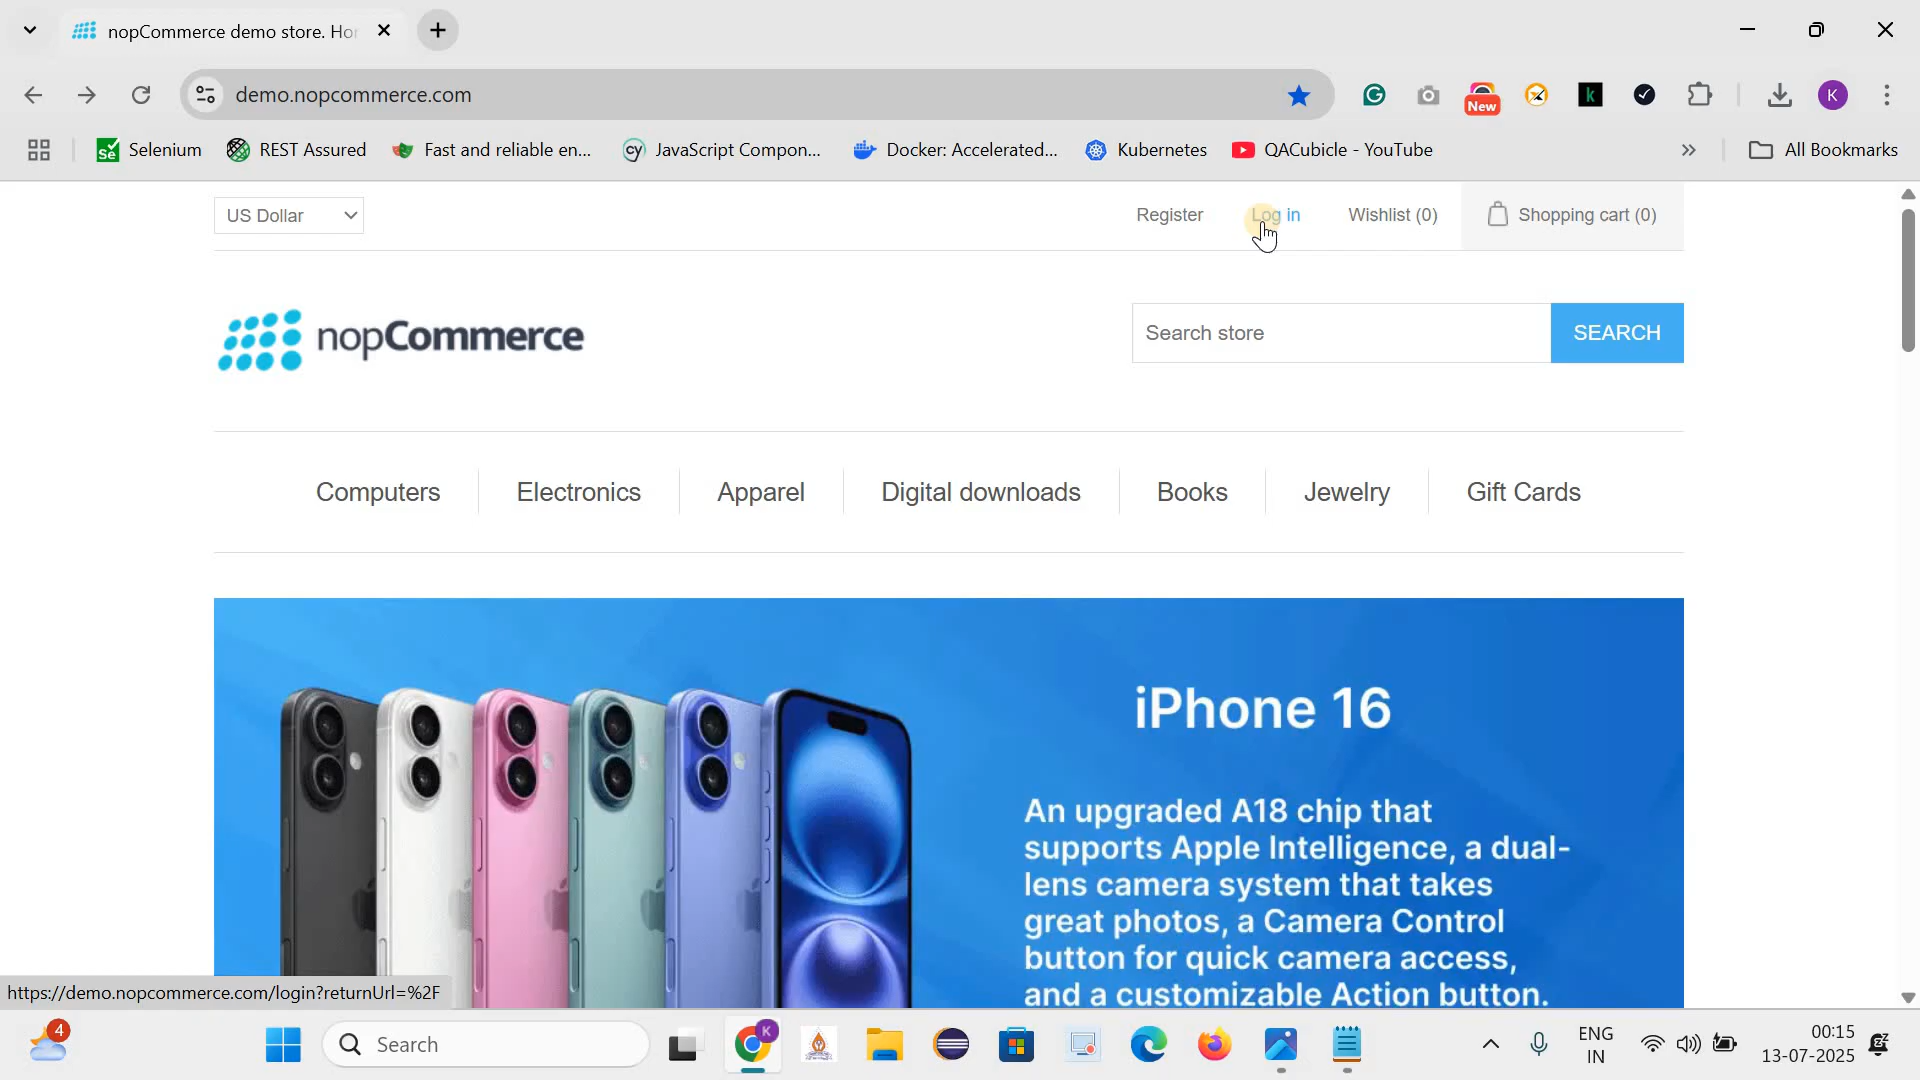 nopCommerce demo store. Ho
demo.nopcommerce.com
New
K
Selenium
REST Assured
Fast and reliable en...
JavaScript Compon...
Docker: Accelerated...
Kubernetes
QACubicle - YouTube
All Bookmarks
US Dollar
Register
Log in
Wishlist (0)
Shopping cart (0)
nopCommerce
Search store
SEARCH
Computers
Electronics
Apparel
Digital downloads
Books
Jewelry
Gift Cards
iPhone 16
An upgraded A18 chip that
supports Apple Intelligence, a dual-
lens camera system that takes
great photos, a Camera Control
button for quick camera access,
and a customizable Action button.
https://demo.nopcommerce.com/login?returnUrl=%2F
4
Search
K
ENG
IN
00:15
13-07-2025